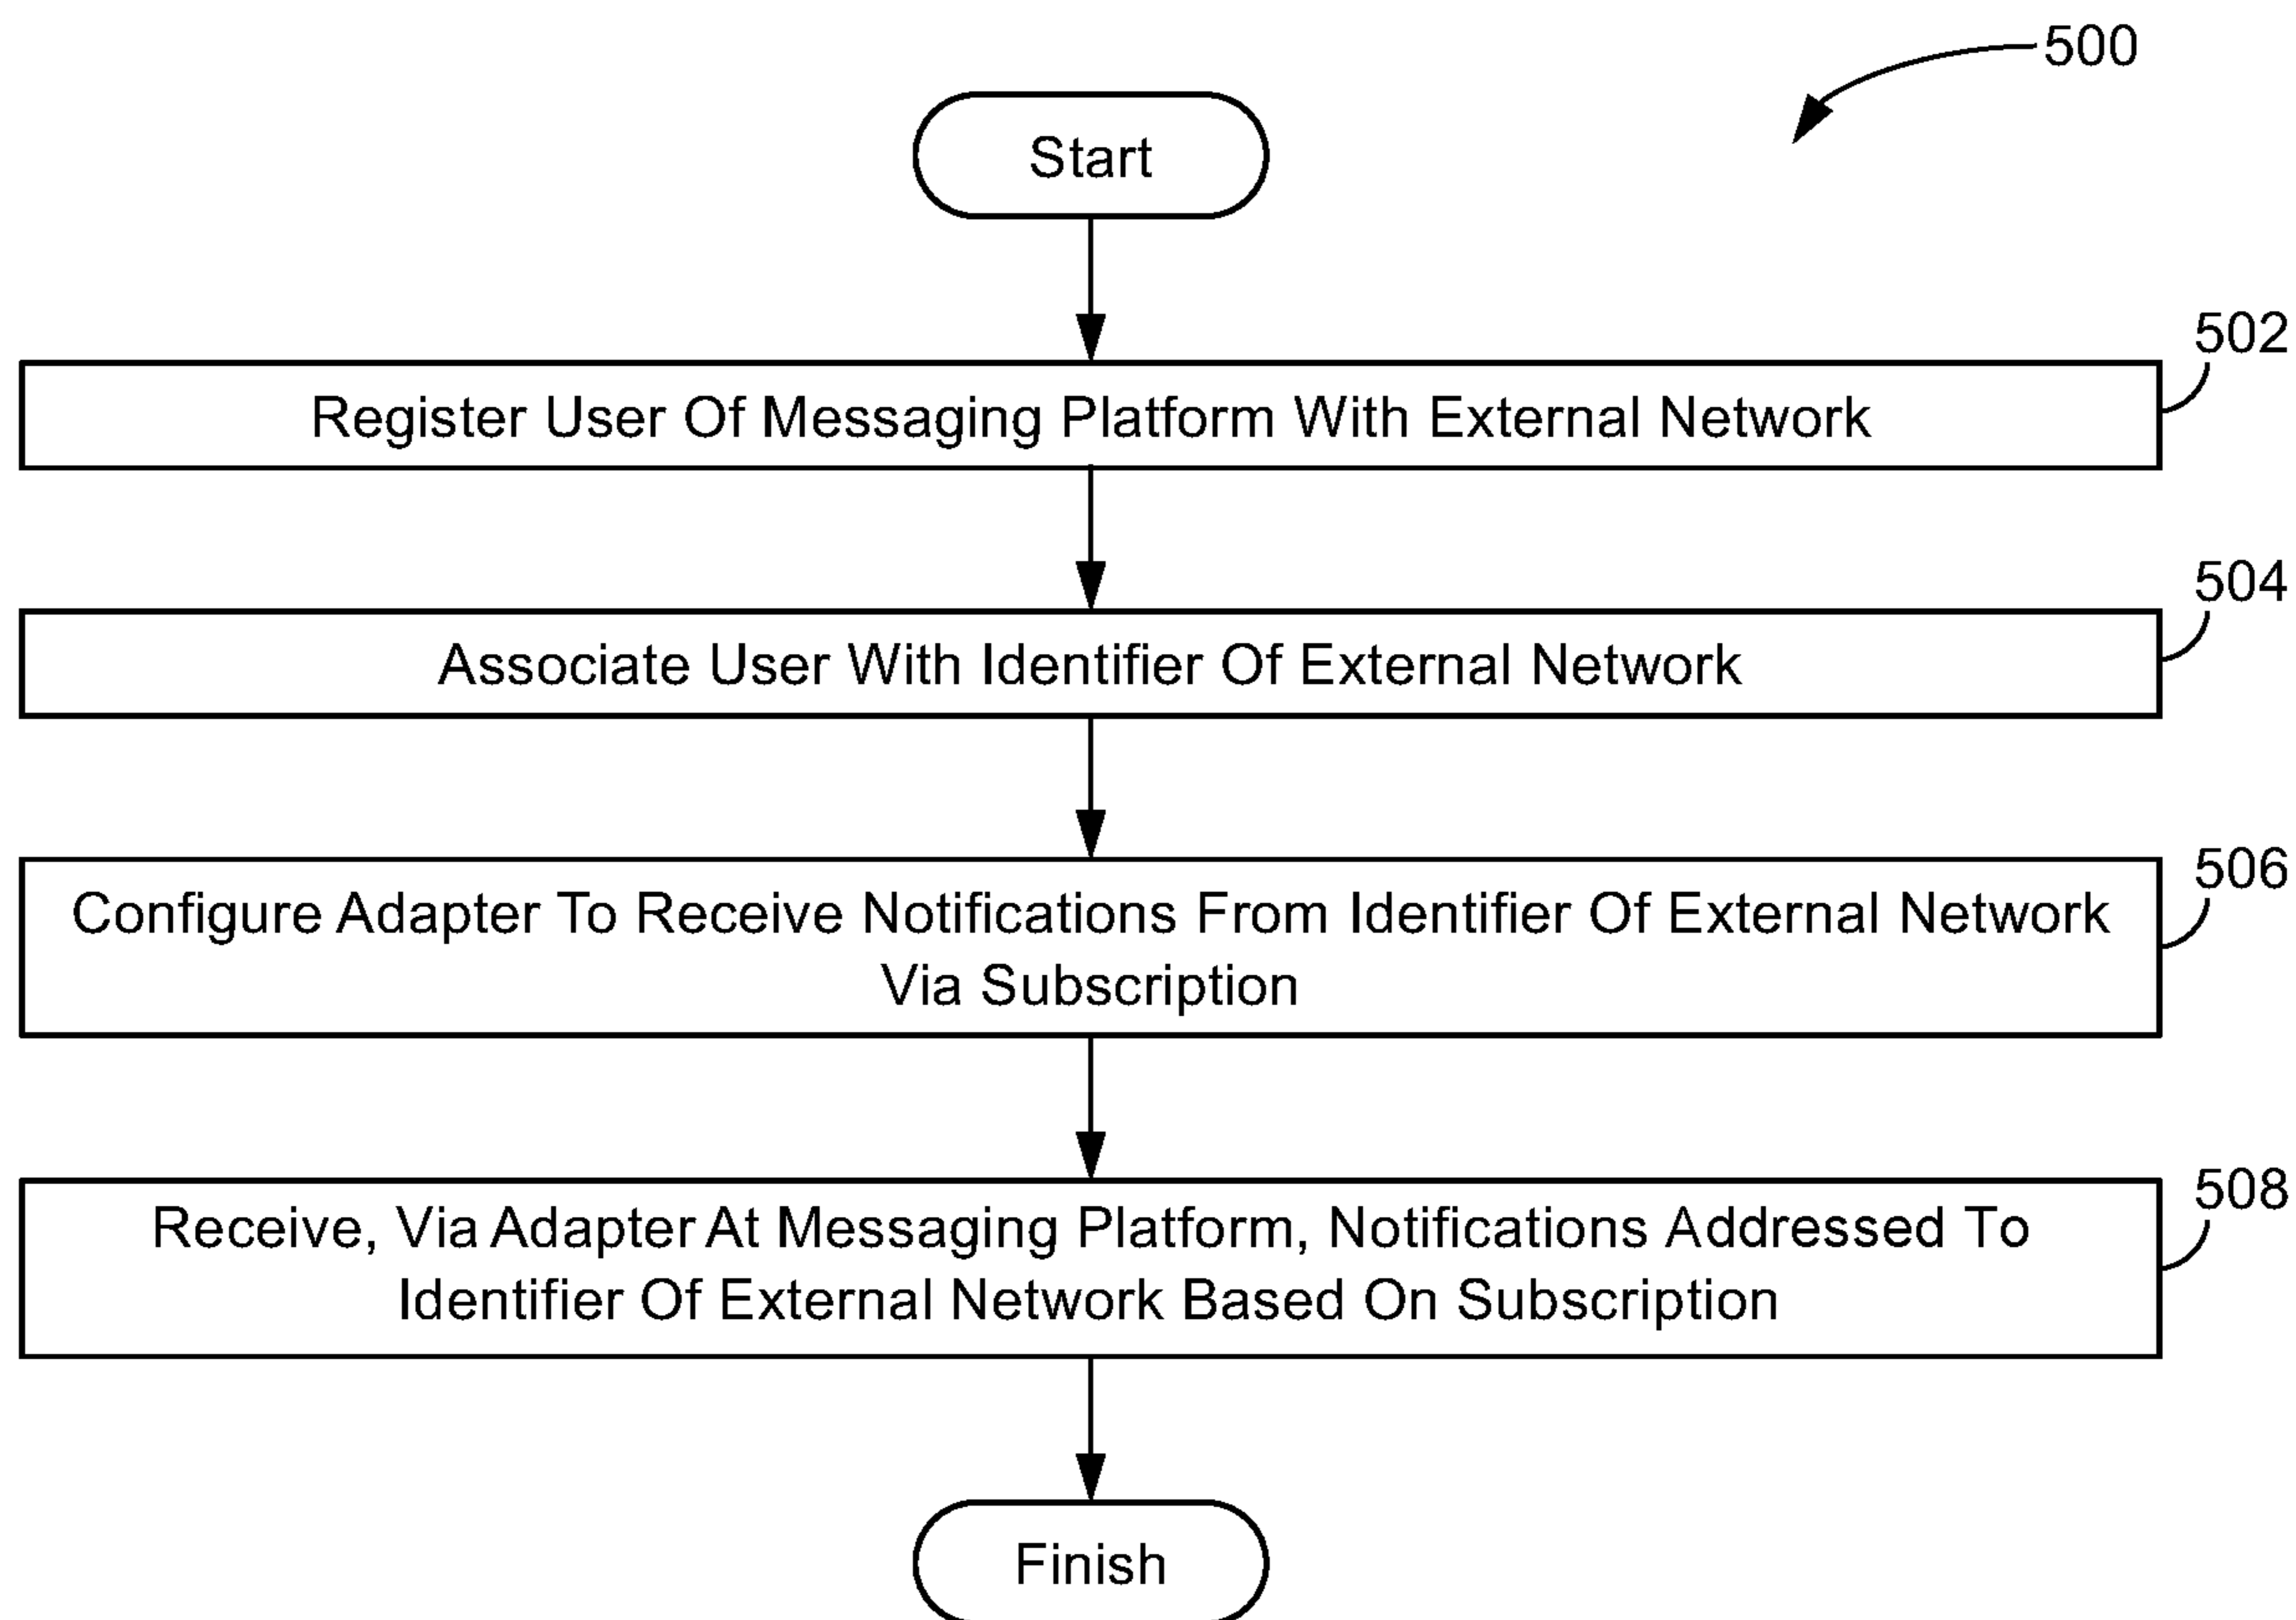 500
Start
502
Register User Of Messaging Platform With External Network
504
Associate User With Identifier Of External Network
506
Configure Adapter To Receive Notifications From Identifier Of External Network
Via Subscription
508
Receive, Via Adapter At Messaging Platform, Notifications Addressed To
Identifier Of External Network Based On Subscription
Finish